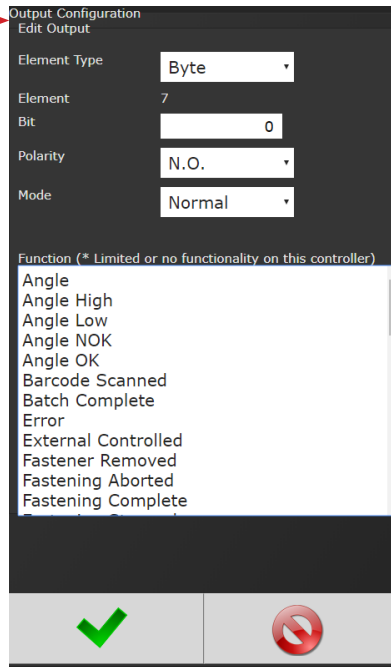 Output Configuration
Edit Output
Element Type Byte
Element 7
Bit 0
Polarity N.O.
Mode Normal
Function (* Limited or no functionality on this controller)
Angle
Angle High
Angle Low
Angle NOK
Angle OK
Barcode Scanned
Batch Complete
Error
External Controlled
Fastener Removed
Fastening Aborted
Fastening Complete